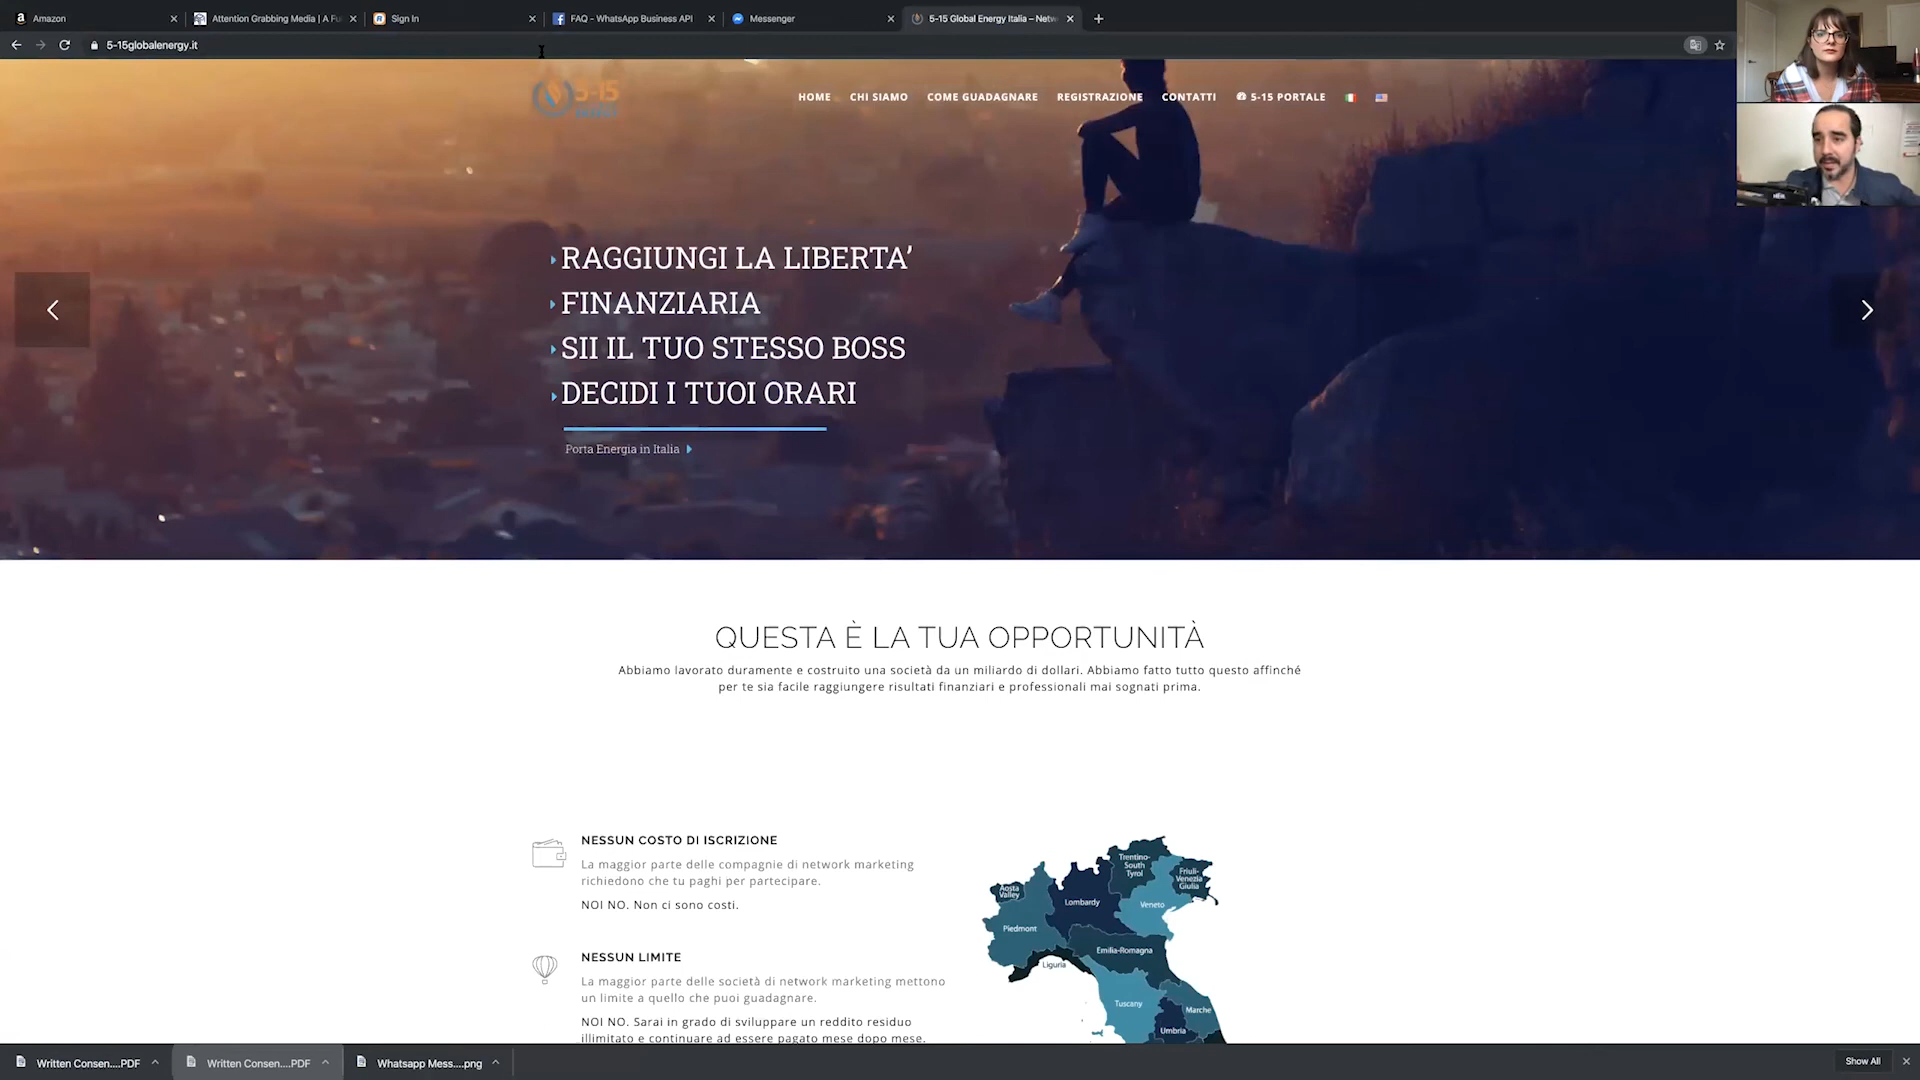 Amazon
Attention Grabbing Media | A Fu
Sign In
FAQ - WhatsApp Business API
Messenger
5-15 Global Energy Italia – Netw
5-15globalenergy.it
5-15
HOME
CHI SIAMO
COME GUADAGNARE
REGISTRAZIONE
CONTATTI
5-15 PORTALE
RAGGIUNGI LA LIBERTA’
FINANZIARIA
SII IL TUO STESSO BOSS
DECIDI I TUOI ORARI
Porta Energia in Italia
QUESTA È LA TUA OPPORTUNITÀ
Abbiamo lavorato duramente e costruito una società da un miliardo di dollari. Abbiamo fatto tutto questo affinché
per te sia facile raggiungere risultati finanziari e professionali mai sognati prima.
NESSUN COSTO DI ISCRIZIONE
La maggior parte delle compagnie di network marketing
richiedono che tu paghi per partecipare.
NOI NO. Non ci sono costi.
NESSUN LIMITE
La maggior parte delle società di network marketing mettono
un limite a quello che puoi guadagnare.
NOI NO. Sarai in grado di sviluppare un reddito residuo
illimitato e continuare ad essere pagato mese dopo mese.
Trentino-
South
Tyrol
Friuli-
Venezia
Giulia
Aosta
Valley
Lombardy
Veneto
Piedmont
Emilia-Romagna
Liguria
Tuscany
Marche
Umbria
Written Consen....PDF
Written Consen....PDF
Whatsapp Mess....png
Show All